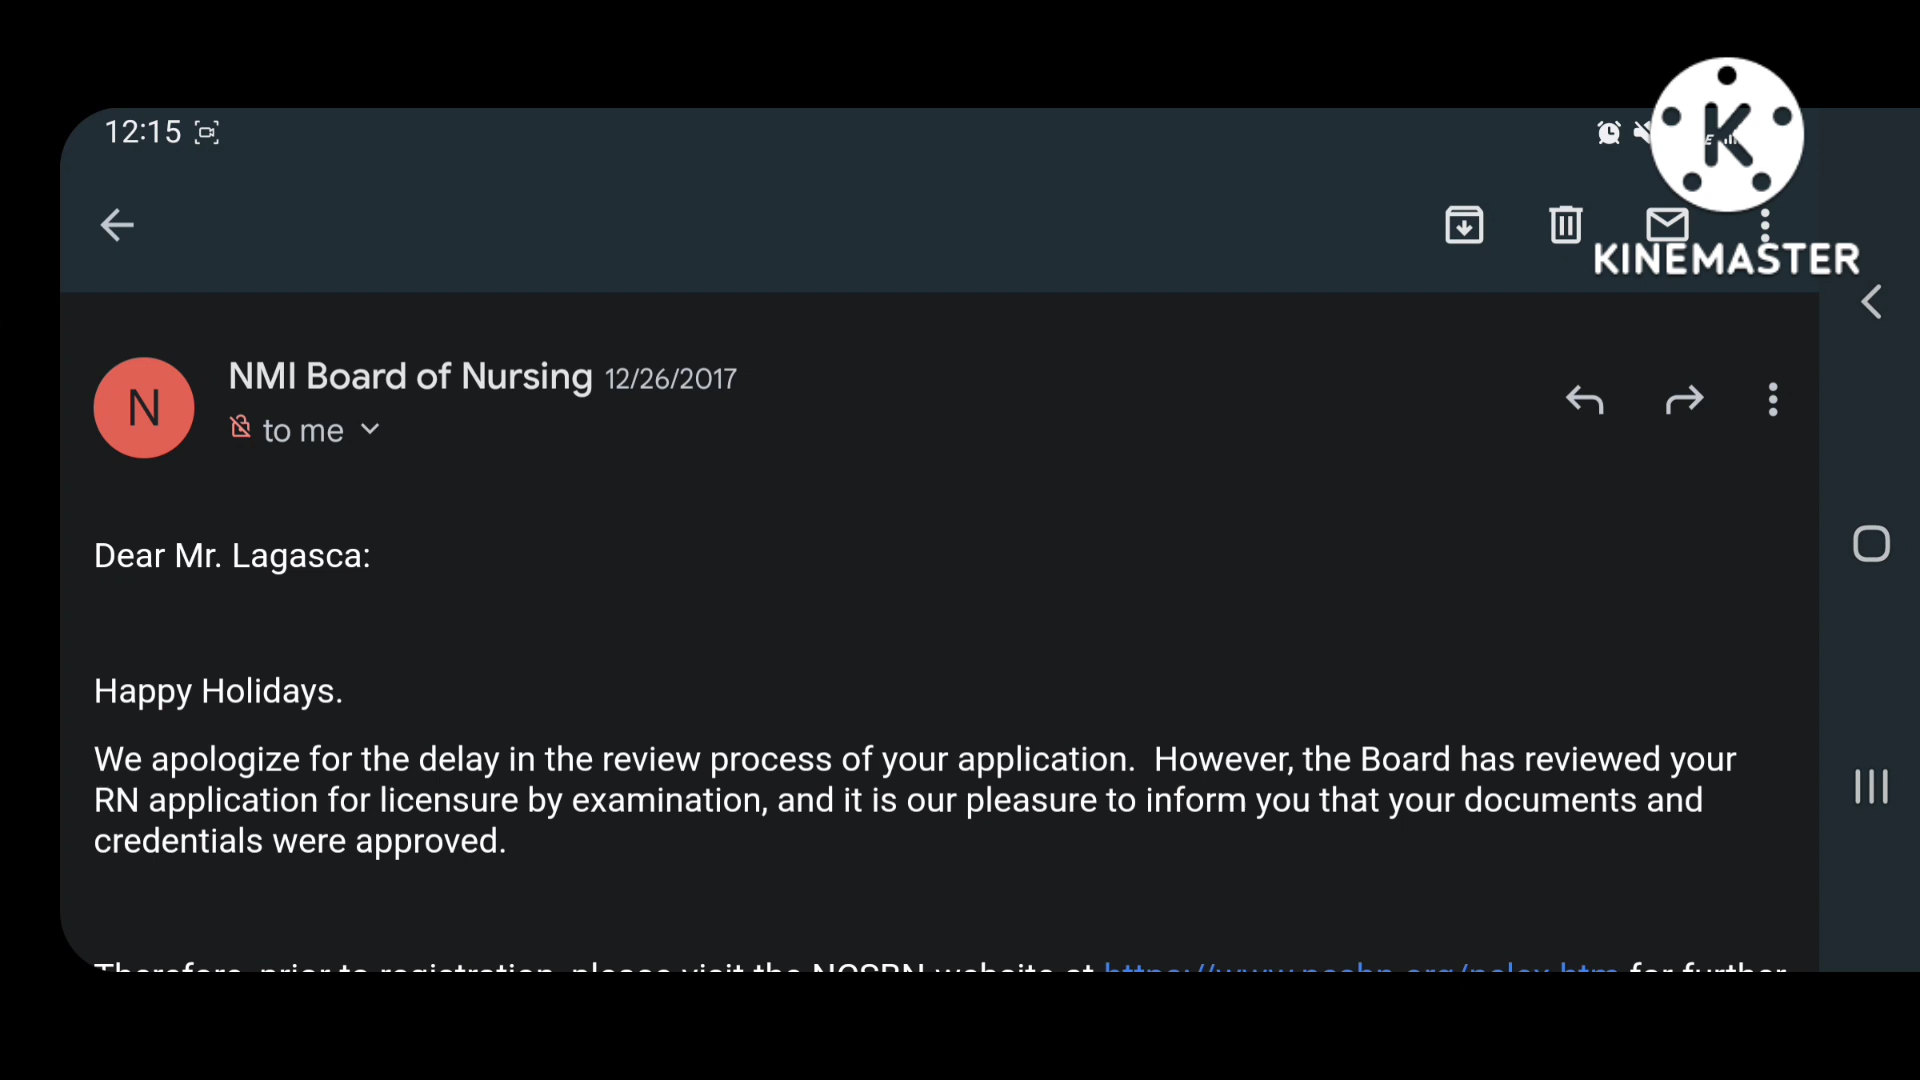 12:15
K
KINEMASTER
NMI Board of Nursing 12/26/2017
N
to me
Dear Mr. Lagasca:
Happy Holidays.
We apologize for the delay in the review process of your application.  However, the Board has reviewed your
RN application for licensure by examination, and it is our pleasure to inform you that your documents and
credentials were approved.
Therefore, prior to registration, please visit the NCSBN website at https://www.ncsbn.org/nclex.htm for further